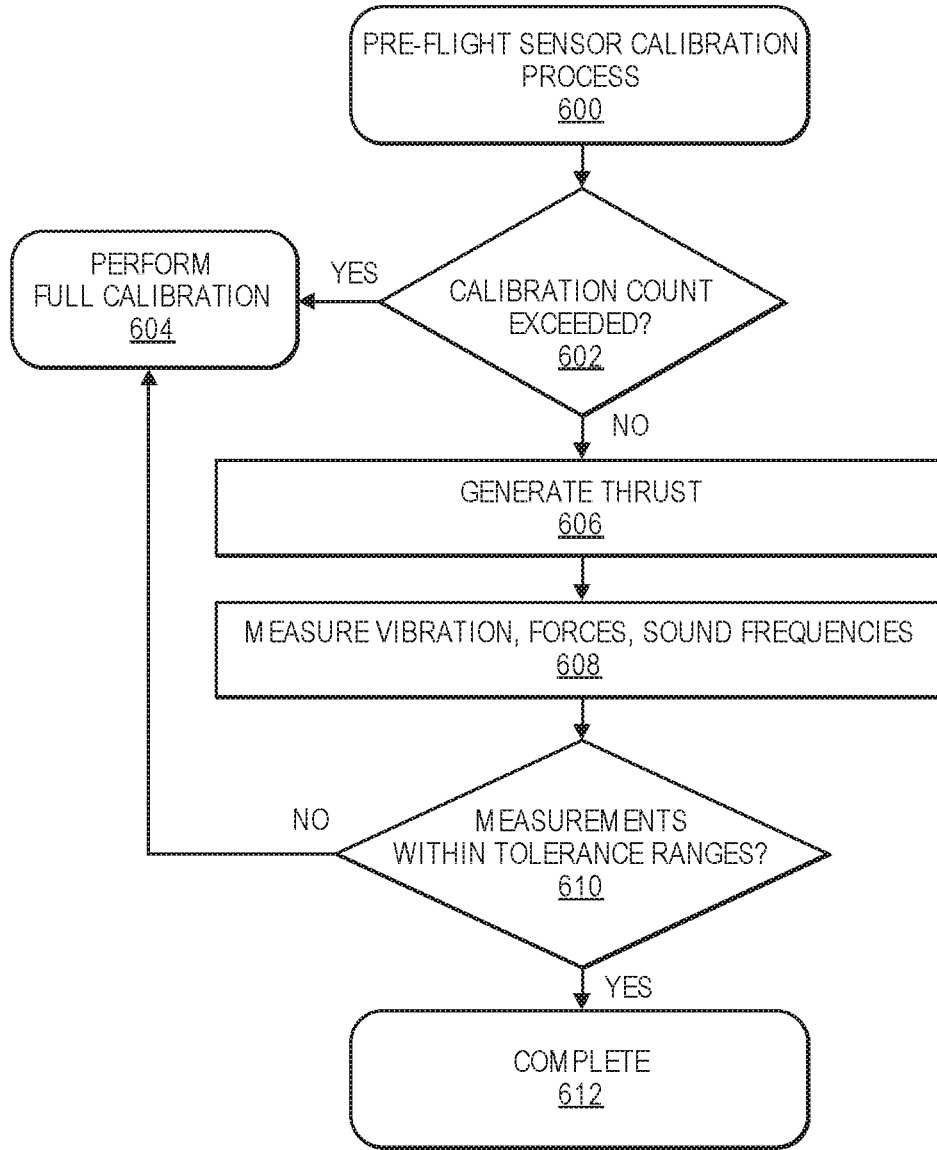 PRE-FLIGHT SENSOR CALIBRATION
PROCESS
600
PERFORM
FULL CALIBRATION
604
YES
CALIBRATION COUNT
EXCEEDED?
602
NO
GENERATE THRUST
606
MEASURE VIBRATION, FORCES, SOUND FREQUENCIES
608
NO
MEASUREMENTS
WITHIN TOLERANCE RANGES?
610
YES
COMPLETE
612